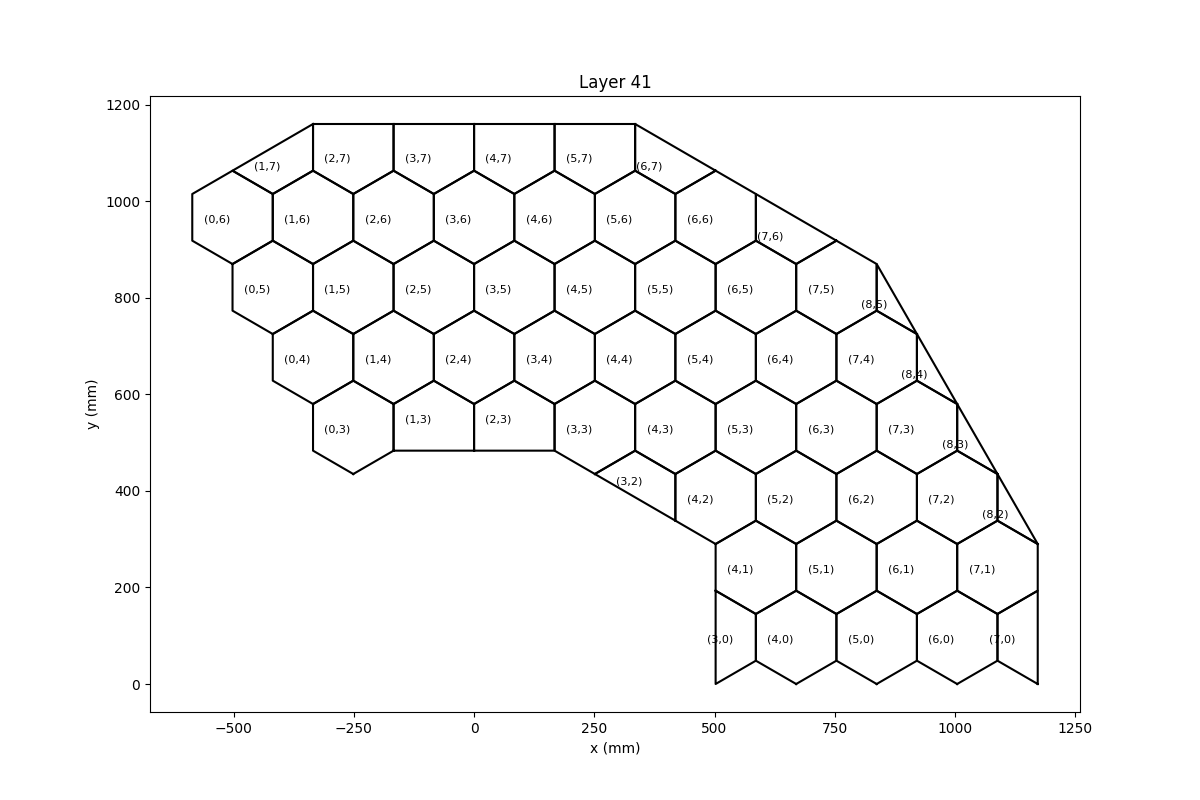 Layer 41
1200
1000
800
600
400
200
0
y (mm)
(1,7) (2,7) (3,7) (4,7) (5,7) (6,7)
(0,6) (1,6) (2,6) (3,6) (4,6) (5,6) (6,6) (7,6)
(0,5) (1,5) (2,5) (3,5) (4,5) (5,5) (6,5) (7,5) (8,5)
(0,4) (1,4) (2,4) (3,4) (4,4) (5,4) (6,4) (7,4) (8,4)
(0,3) (1,3) (2,3) (3,3) (4,3) (5,3) (6,3) (7,3) (8,3)
(3,2) (4,2) (5,2) (6,2) (7,2) (8,2)
(4,1) (5,1) (6,1) (7,1)
(3,0) (4,0) (5,0) (6,0) (7,0)
−500 −250 0 250 500 750 1000 1250
x (mm)